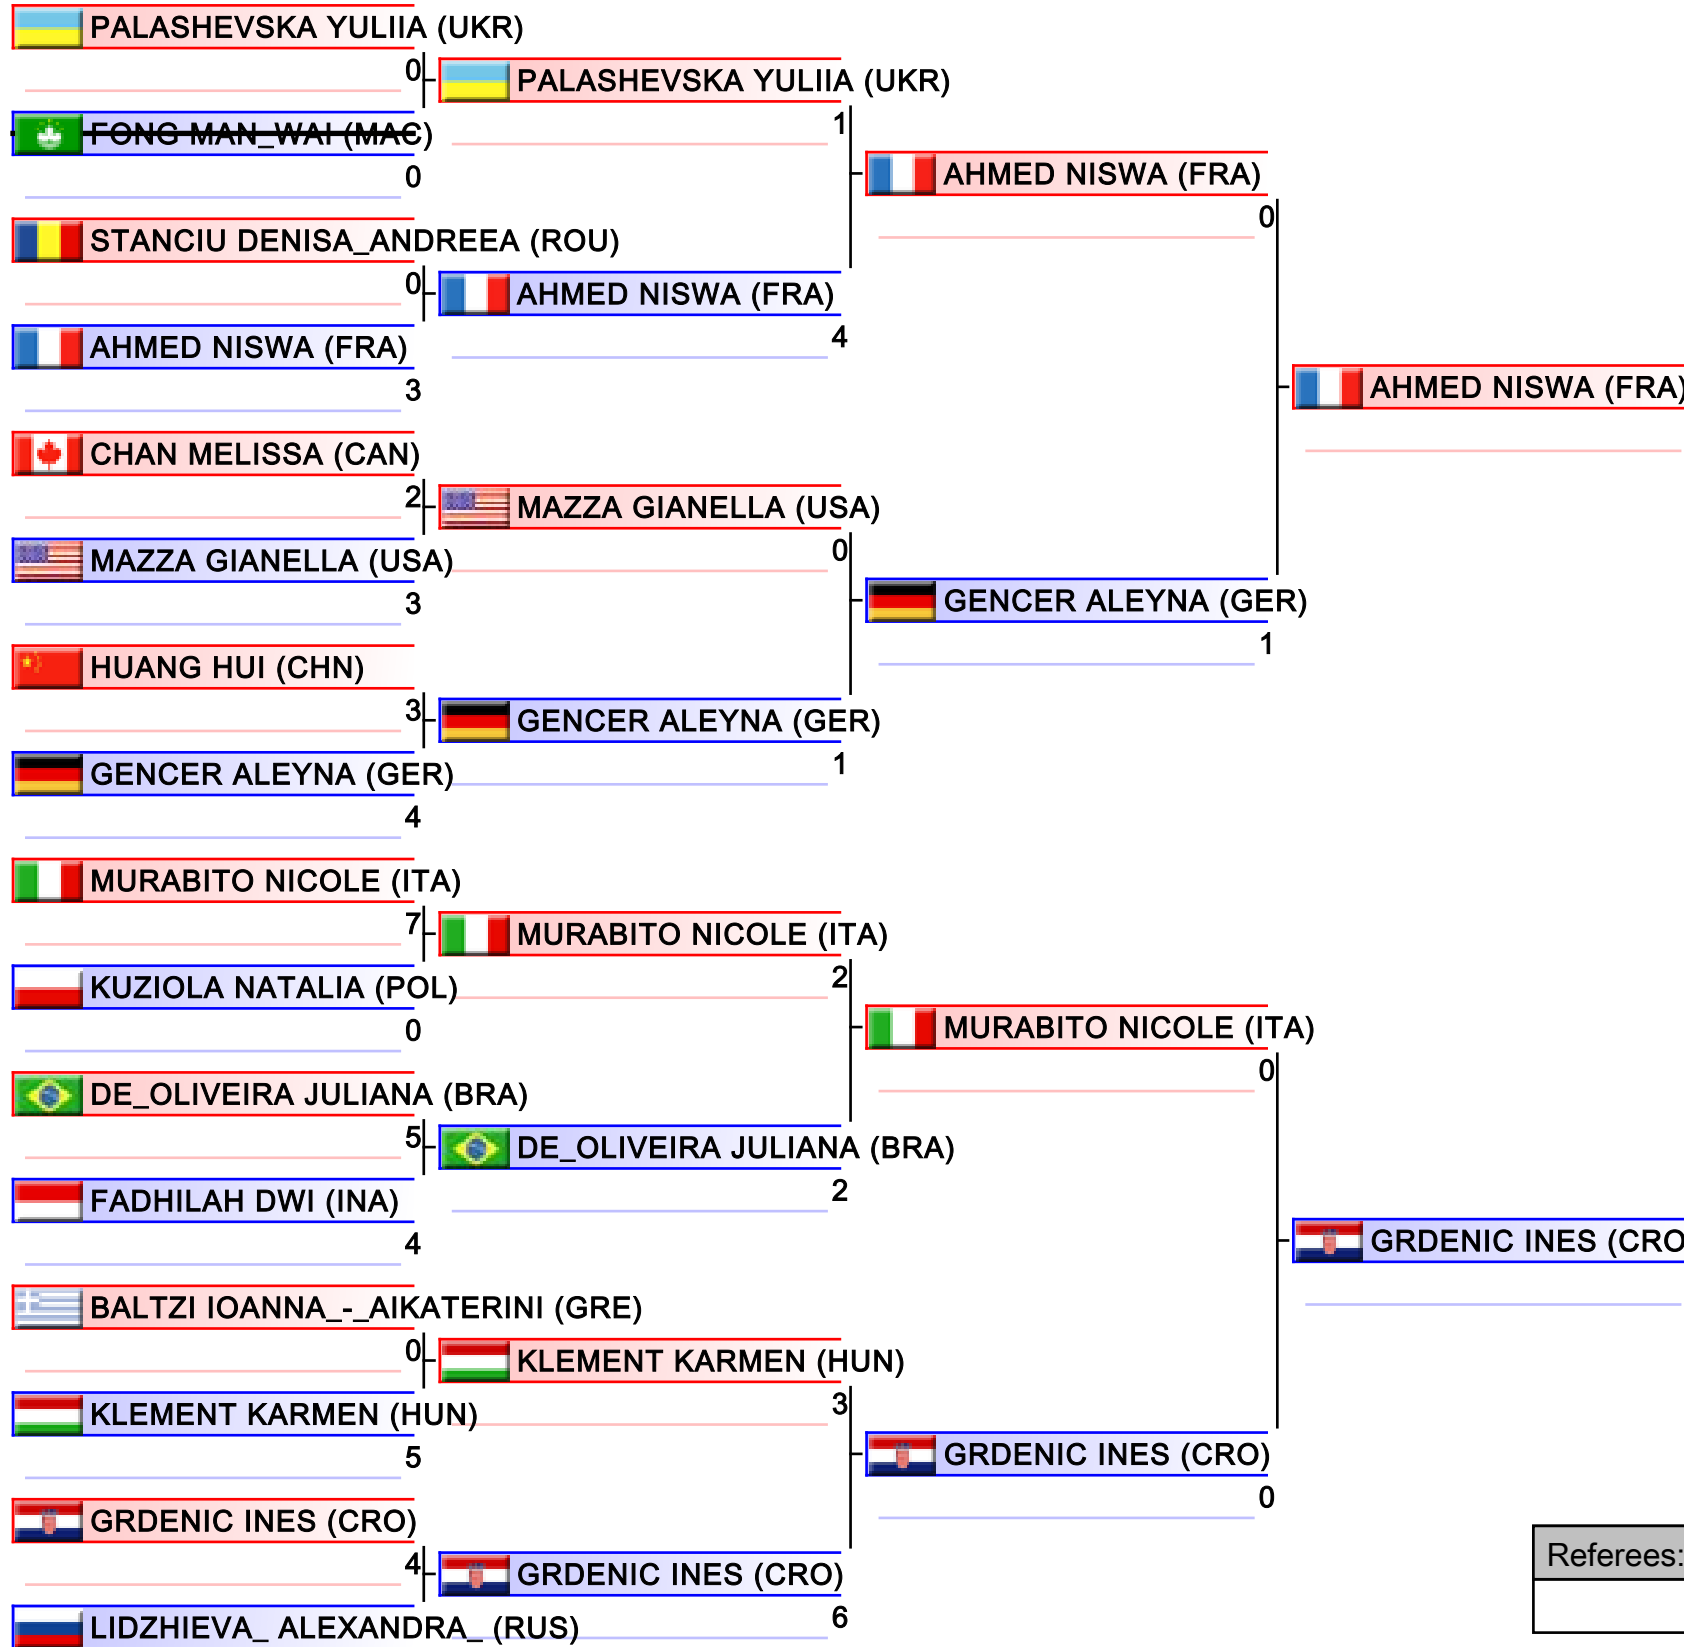 PALASHEVSKA YULIIA (UKR)
0
FONG MAN_WAI (MAC)
0
STANCIU DENISA_ANDREEA (ROU)
0
AHMED NISWA (FRA)
3
CHAN MELISSA (CAN)
2
MAZZA GIANELLA (USA)
3
HUANG HUI (CHN)
3
GENCER ALEYNA (GER)
4
MURABITO NICOLE (ITA)
7
KUZIOLA NATALIA (POL)
0
DE_OLIVEIRA JULIANA (BRA)
5
FADHILAH DWI (INA)
4
BALTZI IOANNA_-_AIKATERINI (GRE)
0
KLEMENT KARMEN (HUN)
5
GRDENIC INES (CRO)
4
LIDZHIEVA_ ALEXANDRA_ (RUS)
PALASHEVSKA YULIIA (UKR)
1
AHMED NISWA (FRA)
4
MAZZA GIANELLA (USA)
0
GENCER ALEYNA (GER)
1
MURABITO NICOLE (ITA)
2
DE_OLIVEIRA JULIANA (BRA)
2
KLEMENT KARMEN (HUN)
3
GRDENIC INES (CRO)
6
AHMED NISWA (FRA)
0
GENCER ALEYNA (GER)
1
MURABITO NICOLE (ITA)
0
GRDENIC INES (CRO)
0
AHMED NISWA (FRA)
GRDENIC INES (CRO
Referees: